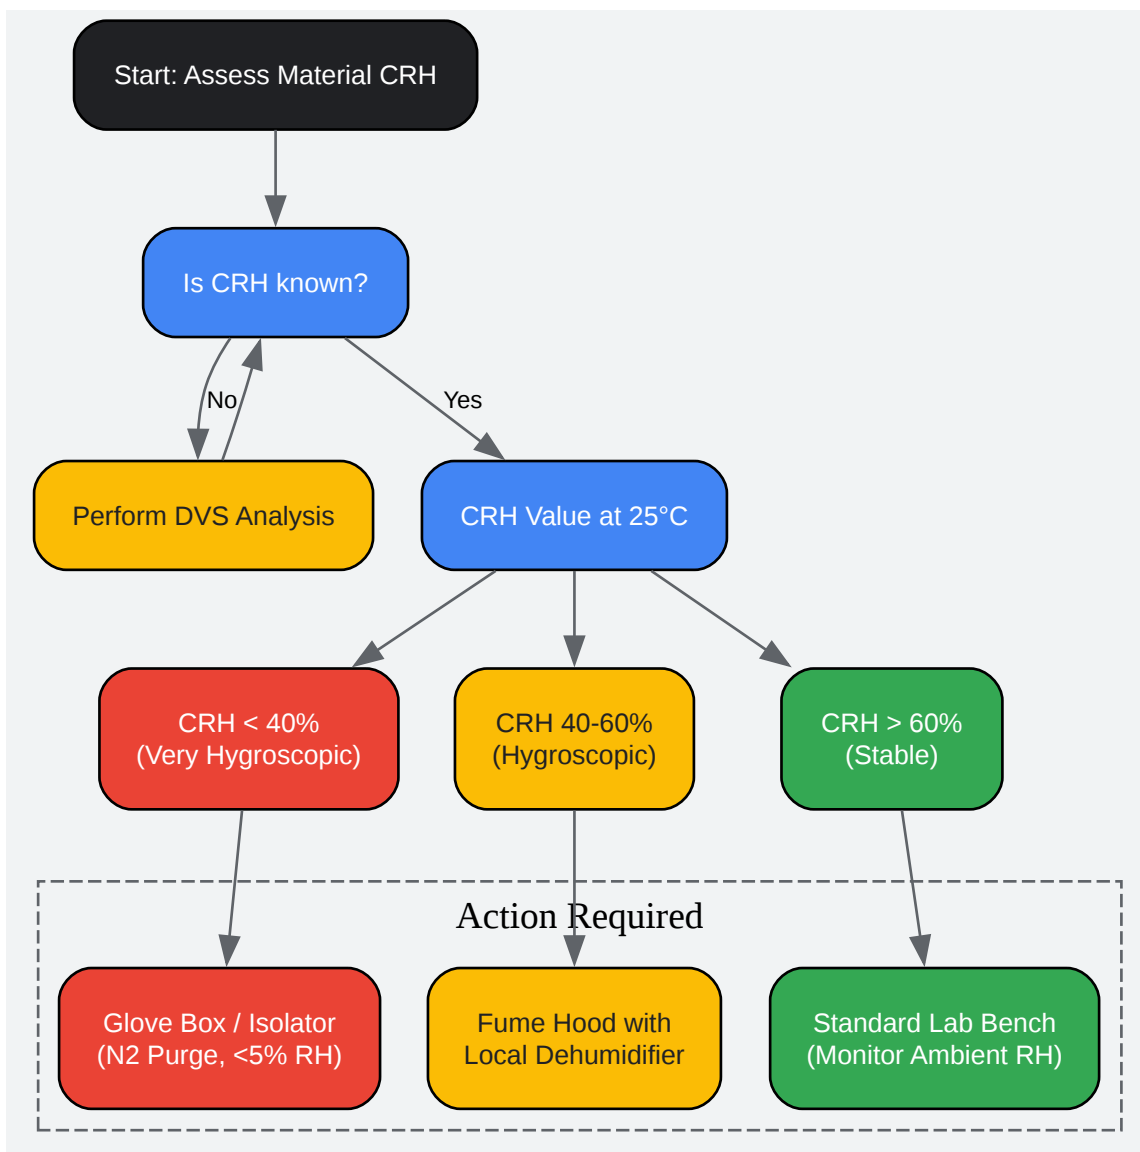 Start: Assess Material CRH
Is CRH known?
No
Yes
Perform DVS Analysis
CRH Value at 25°C
CRH < 40%
(Very Hygroscopic)
CRH 40-60%
(Hygroscopic)
CRH > 60%
(Stable)
Action Required
Glove Box / Isolator
(N2 Purge, <5% RH)
Fume Hood with
Local Dehumidifier
Standard Lab Bench
(Monitor Ambient RH)